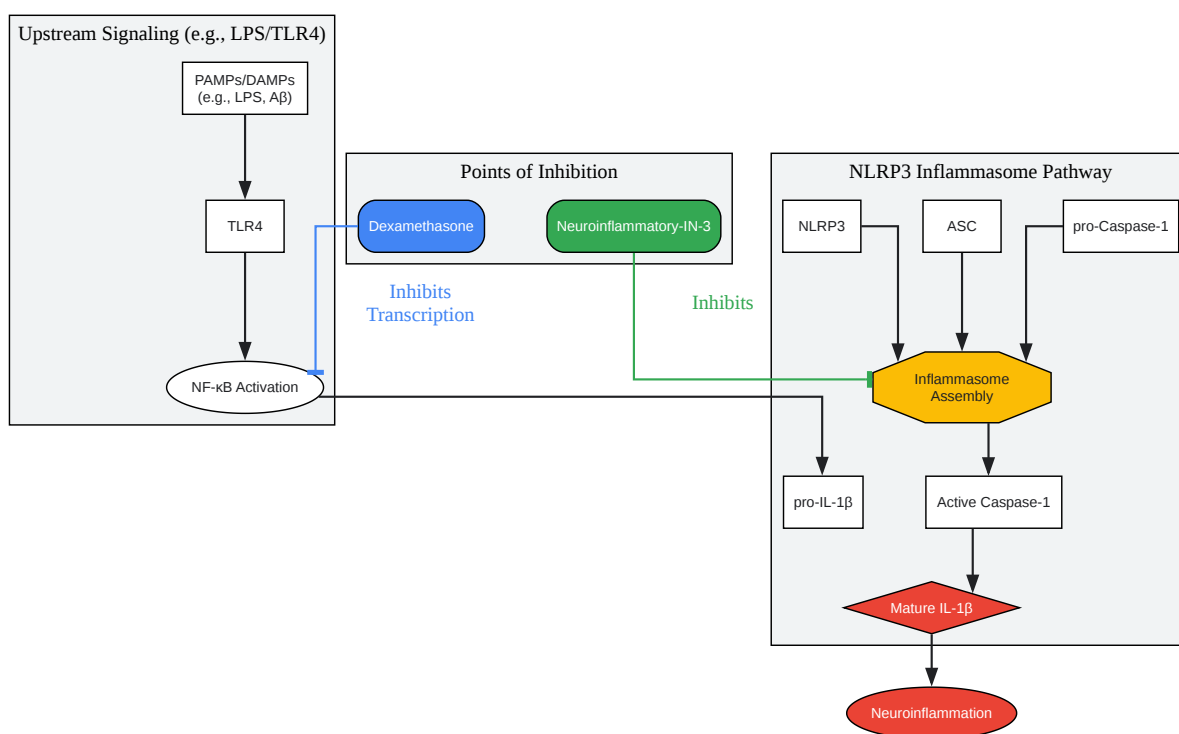 Upstream Signaling (e.g., LPS/TLR4)
PAMPs/DAMPs
(e.g., LPS, Aβ)
TLR4
NF-κB Activation
Points of Inhibition
Dexamethasone
Neuroinflammatory-IN-3
Inhibits
Transcription
Inhibits
NLRP3 Inflammasome Pathway
NLRP3
ASC
pro-Caspase-1
Inflammasome
Assembly
pro-IL-1β
Active Caspase-1
Mature IL-1β
Neuroinflammation